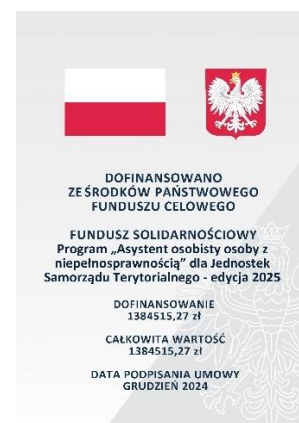 DOFINANSOWANO
ZE ŚRODKÓW PAŃSTWOWEGO
FUNDUSZU CELOWEGO
FUNDUSZ SOLIDARNOŚCIOWY
Program „Asystent osobisty osoby z
niepełnosprawnością” dla Jednostek
Samorządu Terytorialnego - edycja 2025
DOFINANSOWANIE
1384515,27 zł
CAŁKOWITA WARTOŚĆ
1384515,27 zł
DATA PODPISANIA UMOWY
GRUDZIEŃ 2024